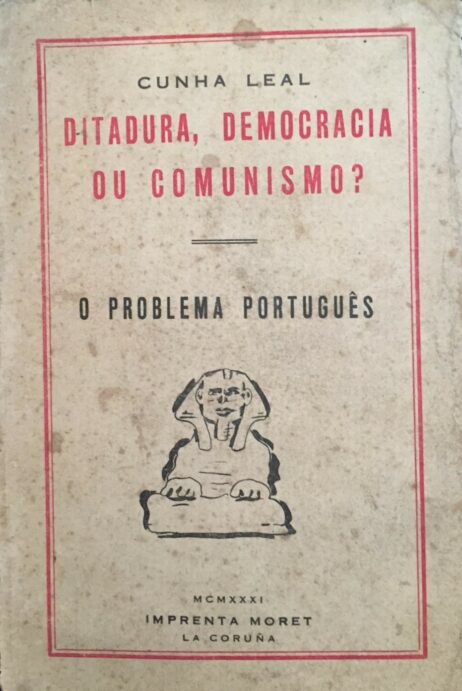 CUNHA LEAL
DITADURA, DEMOCRACIA
OU COMUNISMO?
O PROBLEMA PORTUGUÊS
MCMXXXI
IMPRENTA MORET
LA CORUÑA